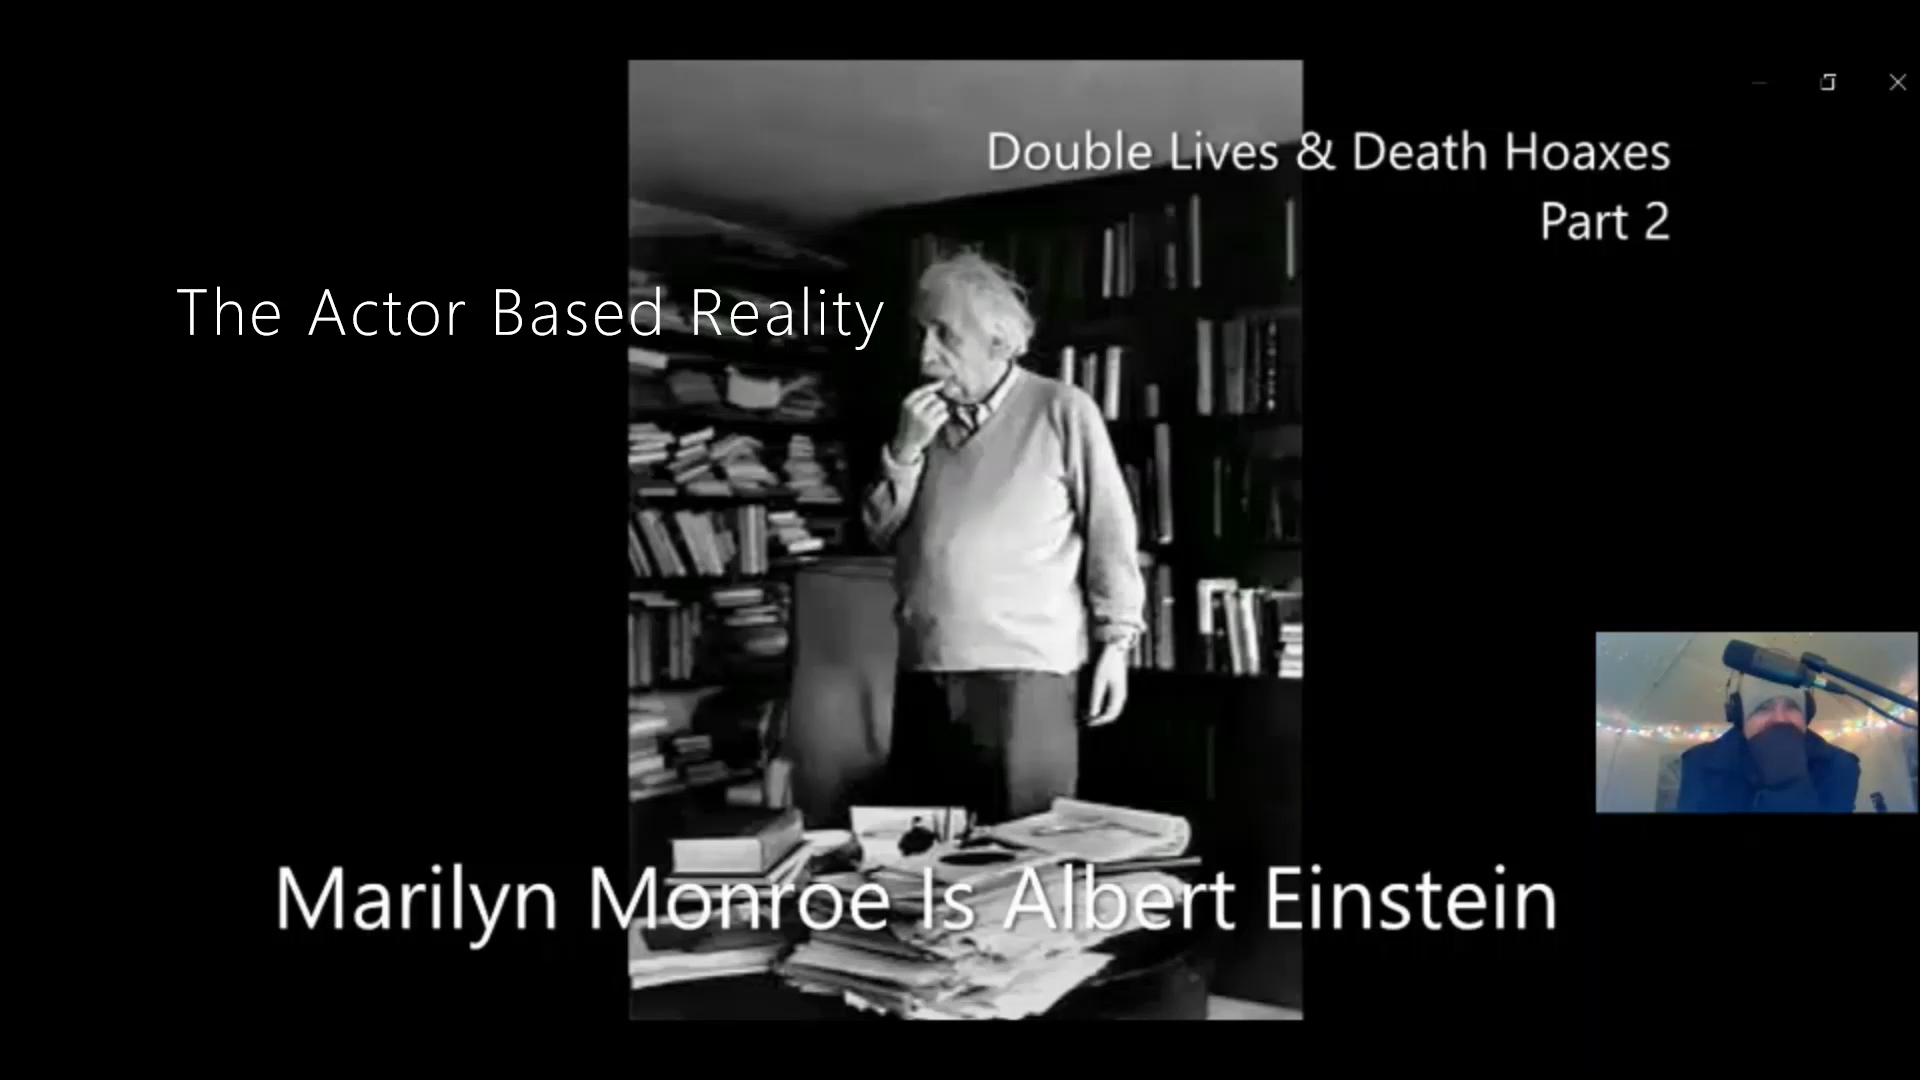 Double Lives & Death Hoaxes
Part 2
The Actor Based Reality
Marilyn Monroe Is Albert Einstein